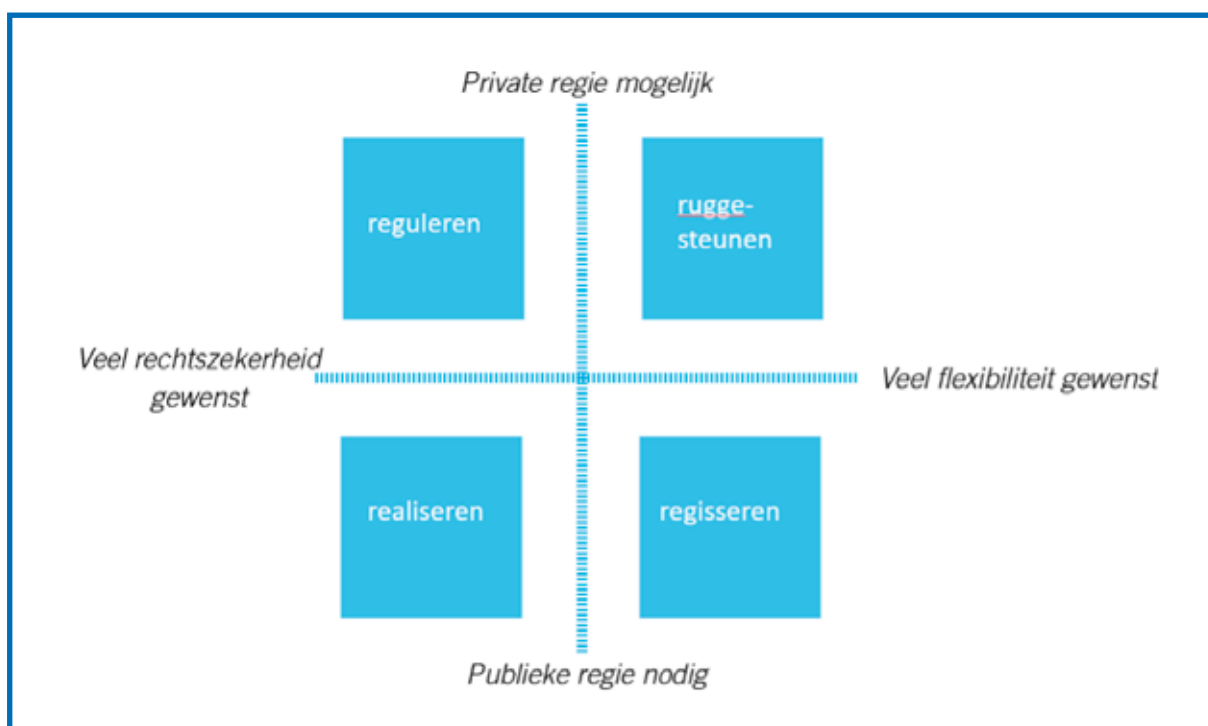 Private regie mogelijk
reguleren
rugge-
steunen
Veel rechtszekerheid
gewenst
Veel flexibiliteit gewenst
realiseren
regisseren
Publieke regie nodig